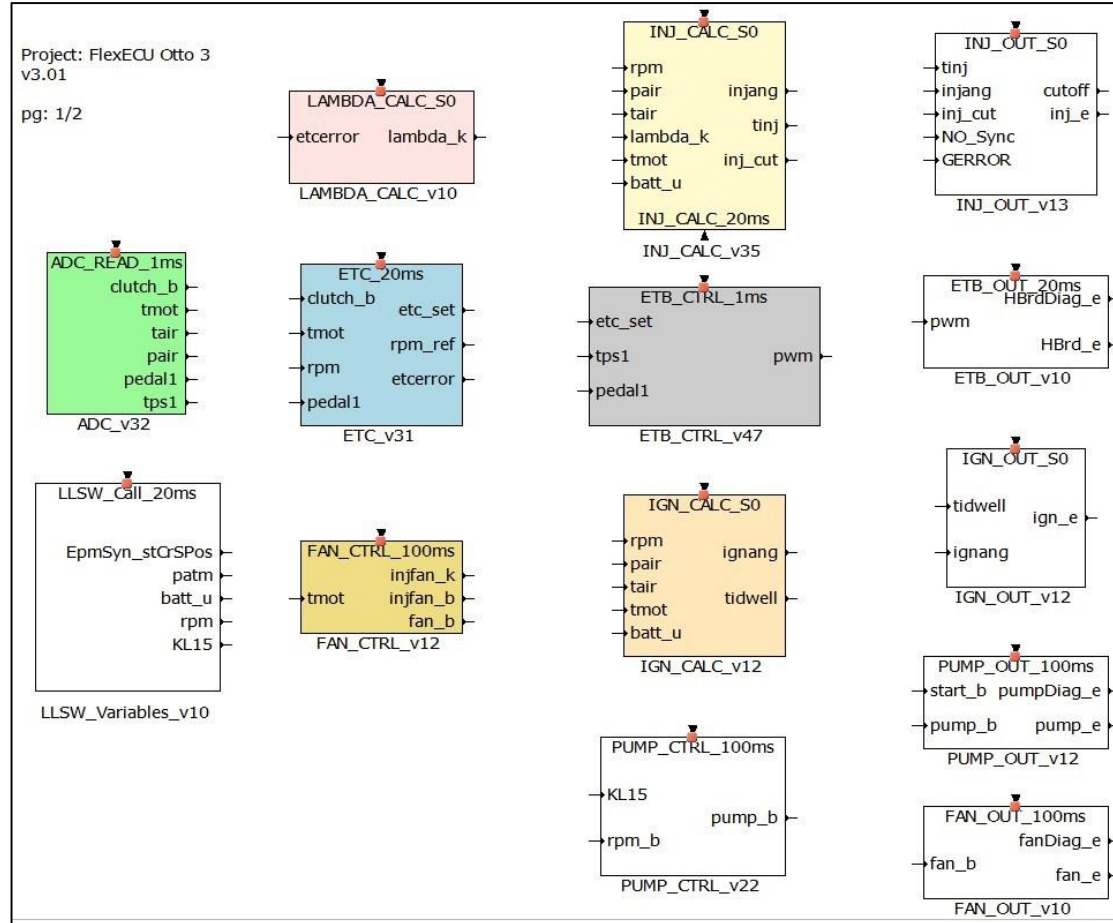 Project: FlexECU Otto 3
v3.01
pg: 1/2
LAMBDA_CALC_S0
etcerror
lambda_k
LAMBDA_CALC_v10
INJ_CALC_S0
rpm
pair
tair
lambda_k
tmot
batt_u
injang
tinj
inj_cut
INJ_CALC_20ms
INJ_CALC_v35
INJ_OUT_S0
tinj
injang
inj_cut
NO_Sync
GERROR
cutoff
inj_e
INJ_OUT_v13
ADC_READ_1ms
clutch_b
tmot
tair
pair
pedal1
tps1
ADC_v32
ETC_20ms
clutch_b
tmot
rpm
pedal1
etc_set
rpm_ref
etcerror
ETC_v31
ETB_CTRL_1ms
etc_set
tps1
pedal1
pwm
ETB_CTRL_v47
ETB_OUT_20ms
pwm
HBrdDiag_e
HBrd_e
ETB_OUT_v10
LLSW_Call_20ms
EpmSyn_stCrSPos
patm
batt_u
rpm
KL15
LLSW_Variables_v10
FAN_CTRL_100ms
tmot
injfan_k
injfan_b
fan_b
FAN_CTRL_v12
IGN_CALC_S0
rpm
pair
tair
tmot
batt_u
ignang
tidwell
IGN_CALC_v12
IGN_OUT_S0
tidwell
ignang
ign_e
IGN_OUT_v12
PUMP_CTRL_100ms
KL15
rpm_b
pump_b
PUMP_CTRL_v22
PUMP_OUT_100ms
start_b
pump_b
pumpDiag_e
pump_e
PUMP_OUT_v12
FAN_OUT_100ms
fan_b
fanDiag_e
fan_e
FAN_OUT_v10